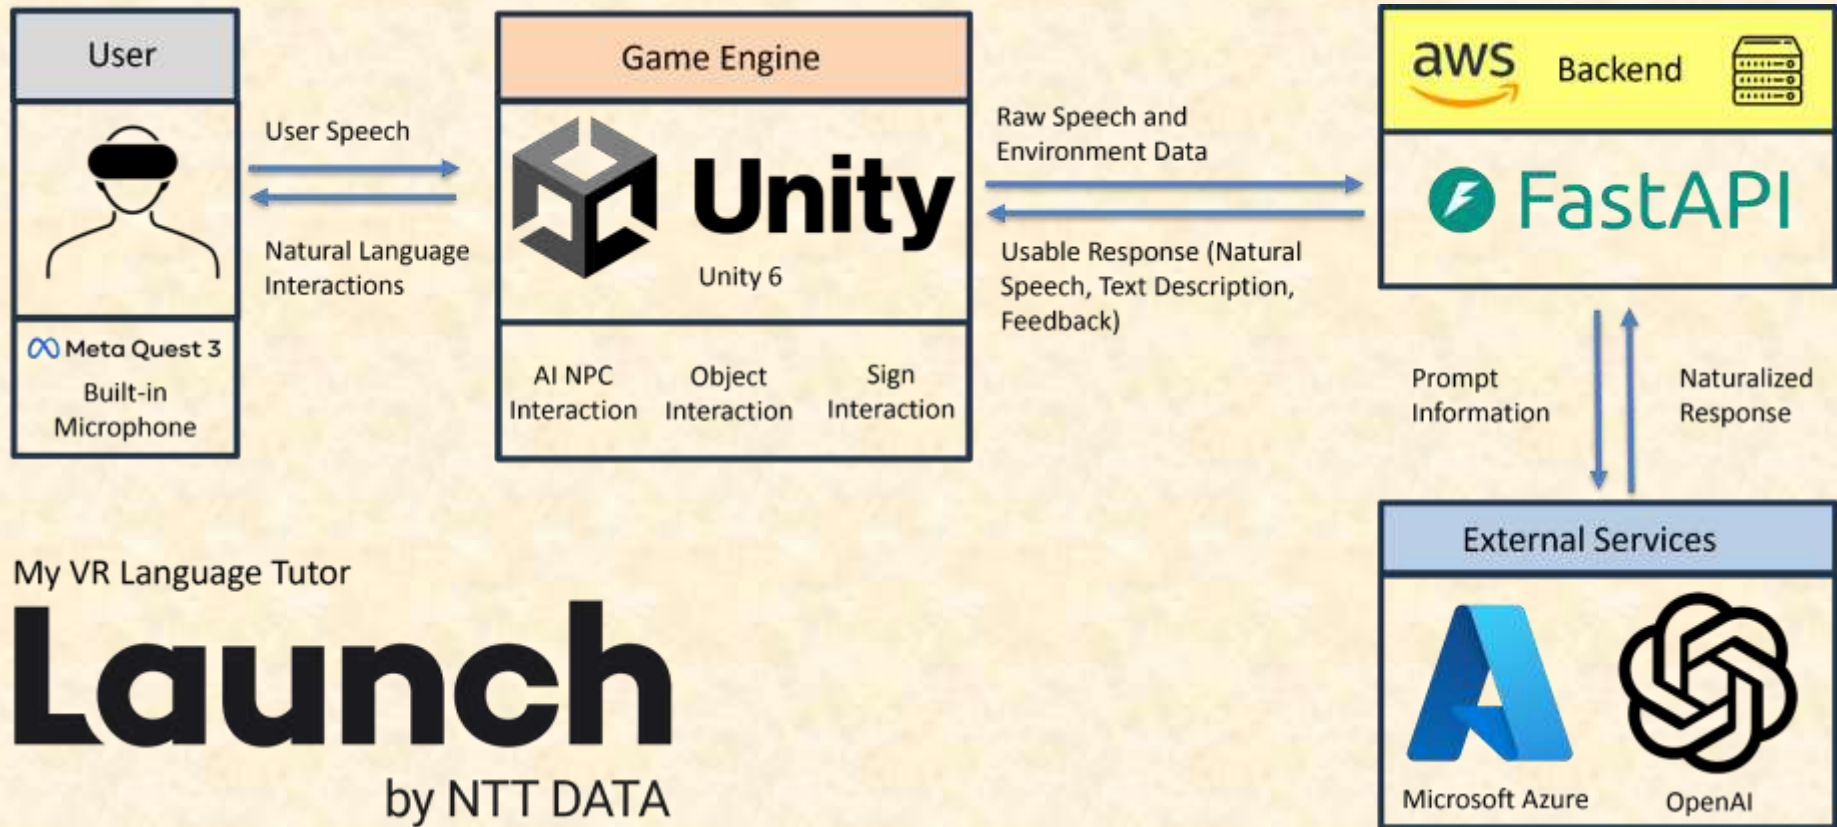 User
Meta Quest 3
Built-in
Microphone
User Speech
Natural Language
Interactions
Game Engine
Unity
Unity 6
AI NPC
Interaction
Object
Interaction
Sign
Interaction
Raw Speech and
Environment Data
Usable Response (Natural
Speech, Text Description,
Feedback)
aws
Backend
FastAPI
Prompt
Information
Naturalized
Response
External Services
Microsoft Azure
OpenAI
My VR Language Tutor
Launch
by NTT DATA